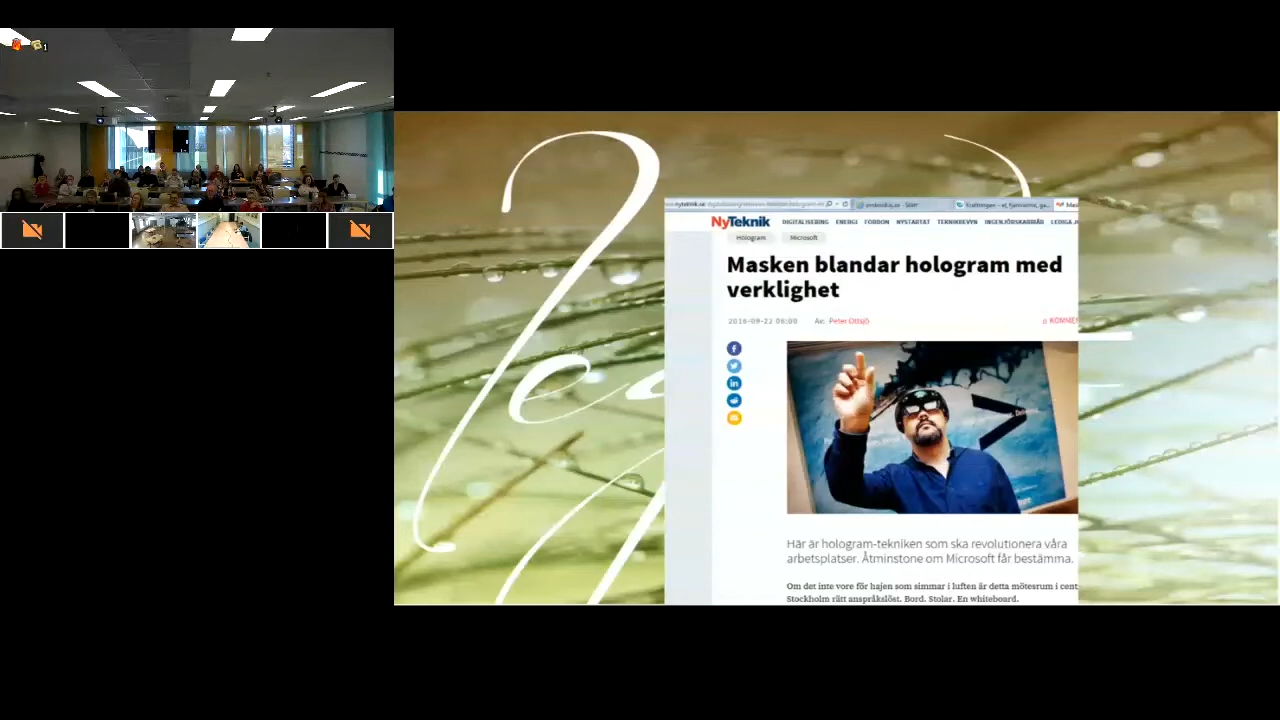 1
NyTeknik DIGITALISERING ENERGI FORDON NYSTARTAT TEKNIKREVYN INGENJÖRSKARRIÄR LEDIGA
Hologram Microsoft
Masken blandar hologram med
verklighet
2016-09-22 06:00 Av: Peter Ottsjö
KOMMEN
Här är hologram-tekniken som ska revolutionera våra
arbetsplatser. Åtminstone om Microsoft får bestämma.
Om det inte vore för hajen som simmar i luften är detta mötesrum i cent
Stockholm rätt anspråkslöst. Bord. Stolar. En whiteboard.